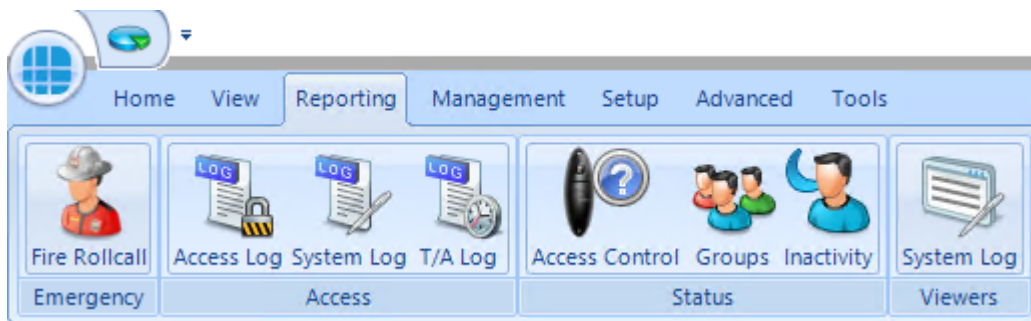 Home View Reporting Management Setup Advanced Tools
LOG LOG LOG
Fire Rollcall Access Log System Log T/A Log Access Control Groups Inactivity System Log
Emergency Access Status Viewers